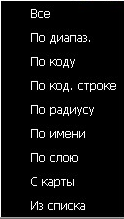 Все
По диапаз.
По коду
По код. строке
По радиусу
По имени
По слою
С карты
Из списка